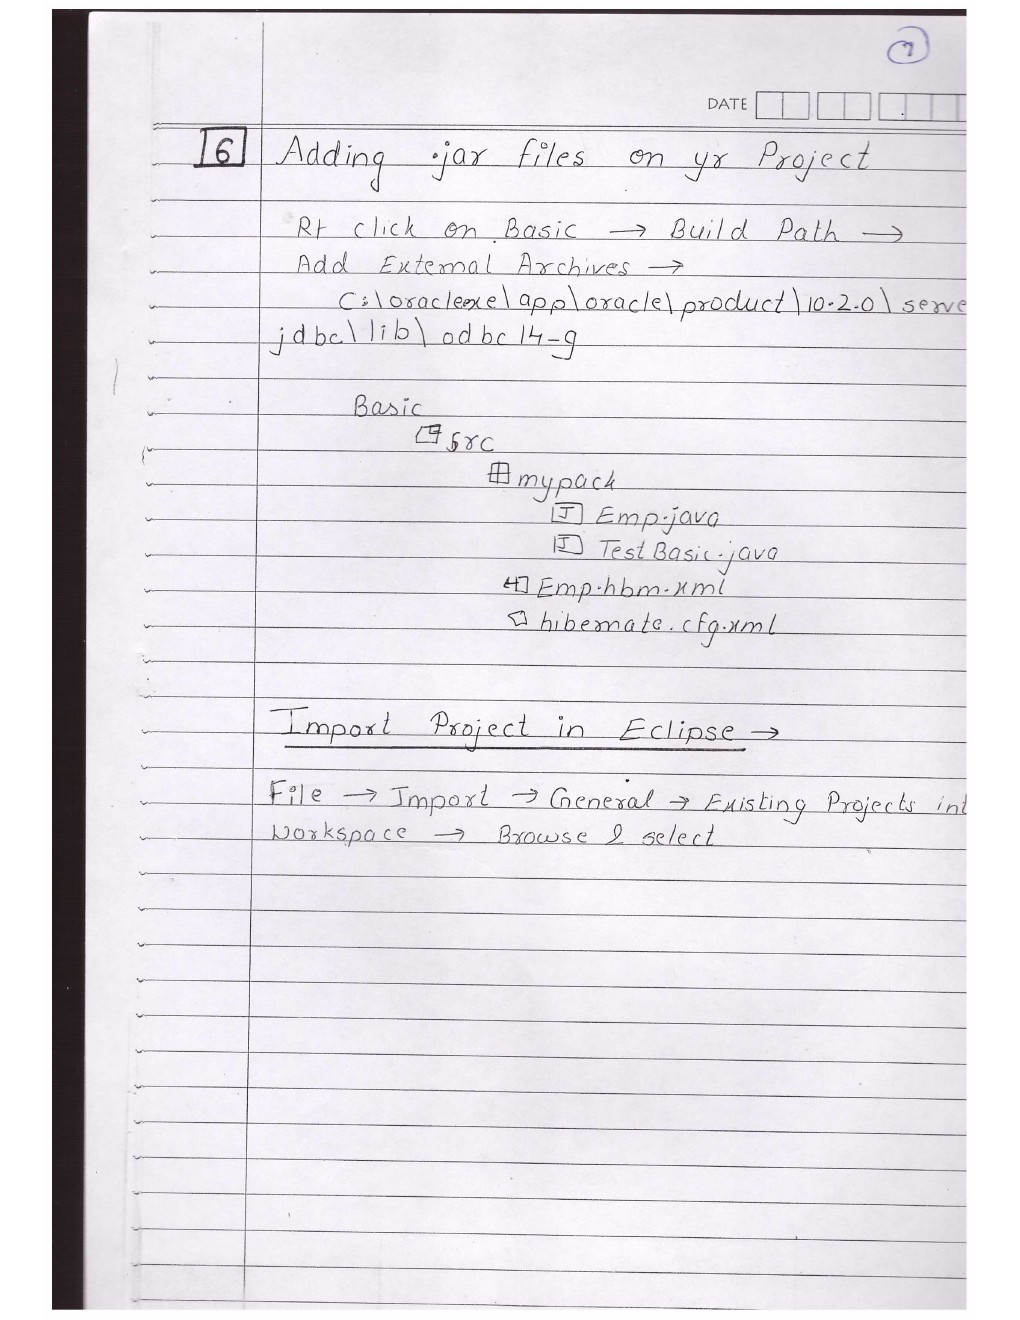 7
DATE
6 Adding .jar files on yr Project
Rt click on Basic → Build Path →
Add External Archives →
C:\oraclexe\app\oracle\product\10.2.0\serve
jdbc\lib\odbc14-g
Basic
src
mypack
J Emp.java
J TestBasic.java
Emp.hbm.xml
hibernate.cfg.xml
Import Project in Eclipse →
File → Import → General → Existing Projects int
Workspace → Browse & select